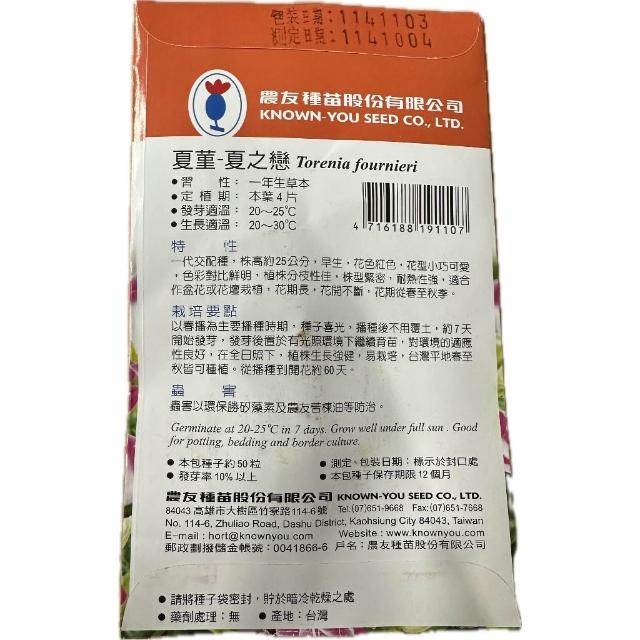 包裝日期:1141103
測定日期:1141004
農友種苗股份有限公司
KNOWN-YOU SEED CO., LTD.
夏菫-夏之戀 Torenia fournieri
●習 性： 一年生草本
●定植期： 本葉4片
●發芽適溫： 20～25℃
●生長適溫： 20～30℃
4 716188 191107
特 性
一代交配種，株高約25公分，早生，花色紅色，花型小巧可愛
，色彩對比鮮明，植株分枝性佳，株型緊密，耐熱性強，適合
作盆花或花壇栽植，花期長，花開不斷，花期從春至秋季。
栽培要點
以春播為主要播種時期，種子喜光，播種後不用覆土，約7天
開始發芽，發芽後置於有光照環境下繼續育苗，對環境的適應
性良好，在全日照下，植株生長強健，易栽培，台灣平地春至
秋皆可種植。從播種到開花約60天。
蟲 害
蟲害以環保勝矽藻素及農友苦楝油等防治。
Germinate at 20-25℃ in 7 days. Grow well under full sun . Good
for potting, bedding and border culture.
●本包種子約50粒
●測定、包裝日期：標示於封口處
●發芽率10%以上
●本包種子保存期限12個月
農友種苗股份有限公司 KNOWN-YOU SEED CO., LTD.
84043 高雄市大樹區竹寮路114-6號 Tel:(07)651-9668 Fax:(07)651-7668
No. 114-6, Zhuliao Road, Dashu District, Kaohsiung City 84043, Taiwan
E-mail : hort@knownyou.com Website : www.knownyou.com
郵政劃撥儲金帳號：0041866-6 戶名：農友種苗股份有限公司
●請將種子袋密封，貯於暗冷乾燥之處
●藥劑處理：無 ●產地：台灣